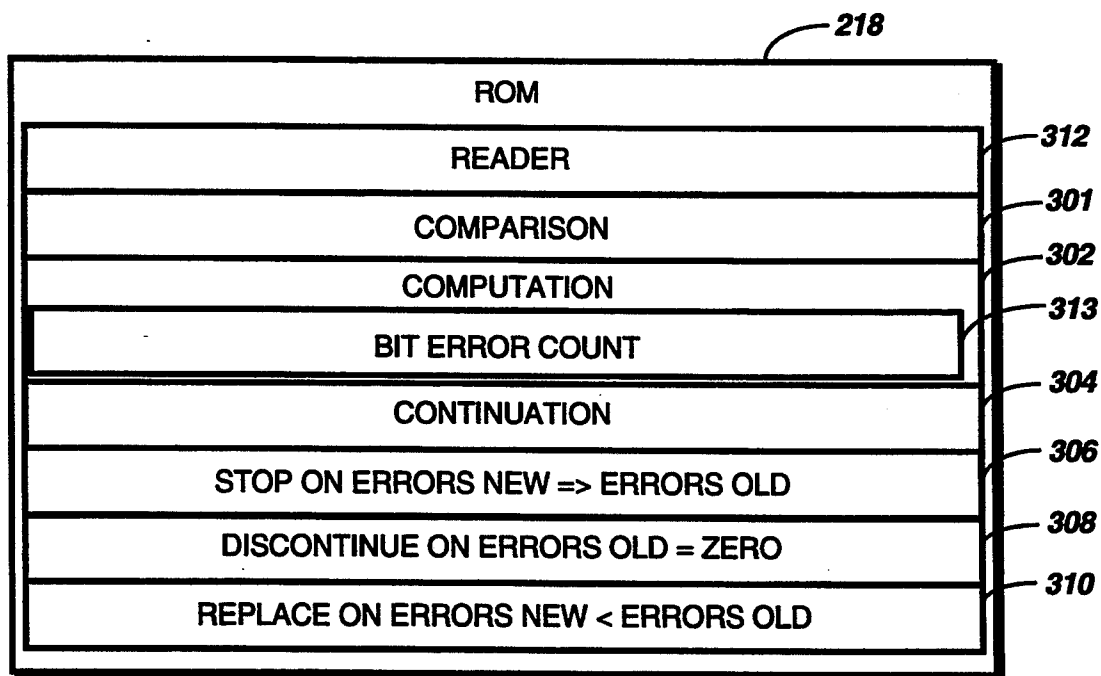 218
ROM
READER
312
COMPARISON
301
COMPUTATION
302
BIT ERROR COUNT
313
CONTINUATION
304
STOP ON ERRORS NEW => ERRORS OLD
306
DISCONTINUE ON ERRORS OLD = ZERO
308
REPLACE ON ERRORS NEW < ERRORS OLD
310